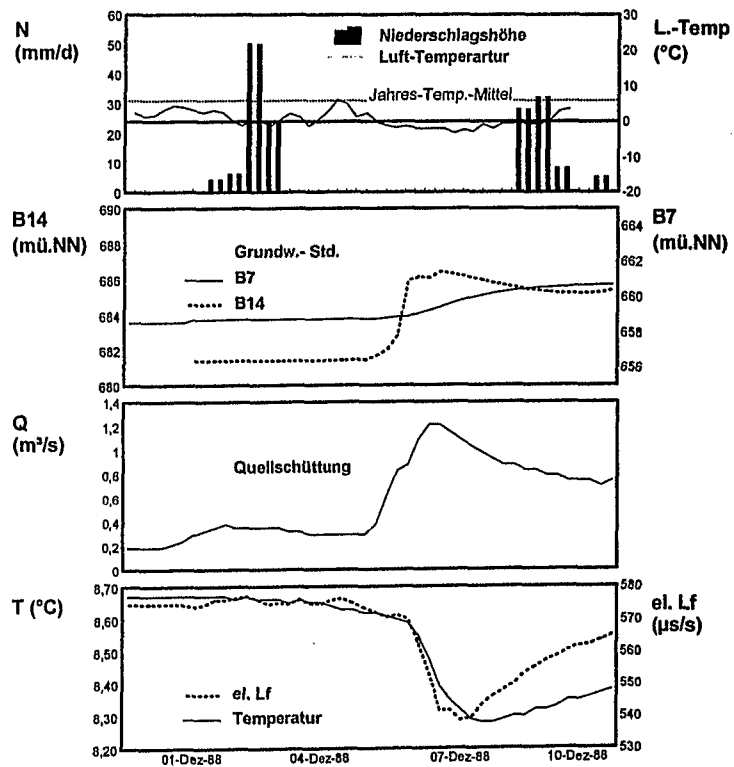 N
(mm/d)
60
50
40
30
20
10
0
Niederschlagshöhe
Luft-Temperartur
Jahres-Temp.-Mittel
30
20
10
0
-10
-20
L.-Temp
(°C)
B14
(mü.NN)
690
688
686
684
682
680
Grundw.- Std.
B7
B14
664
662
660
658
656
B7
(mü.NN)
Q
(m³/s)
1,4
1,2
1
0,8
0,6
0,4
0,2
0
Quellschüttung
T (°C)
8,70
8,60
8,50
8,40
8,30
8,20
el. Lf
Temperatur
580
570
560
550
540
530
el. Lf
(µs/s)
01-Dez-88
04-Dez-88
07-Dez-88
10-Dez-88